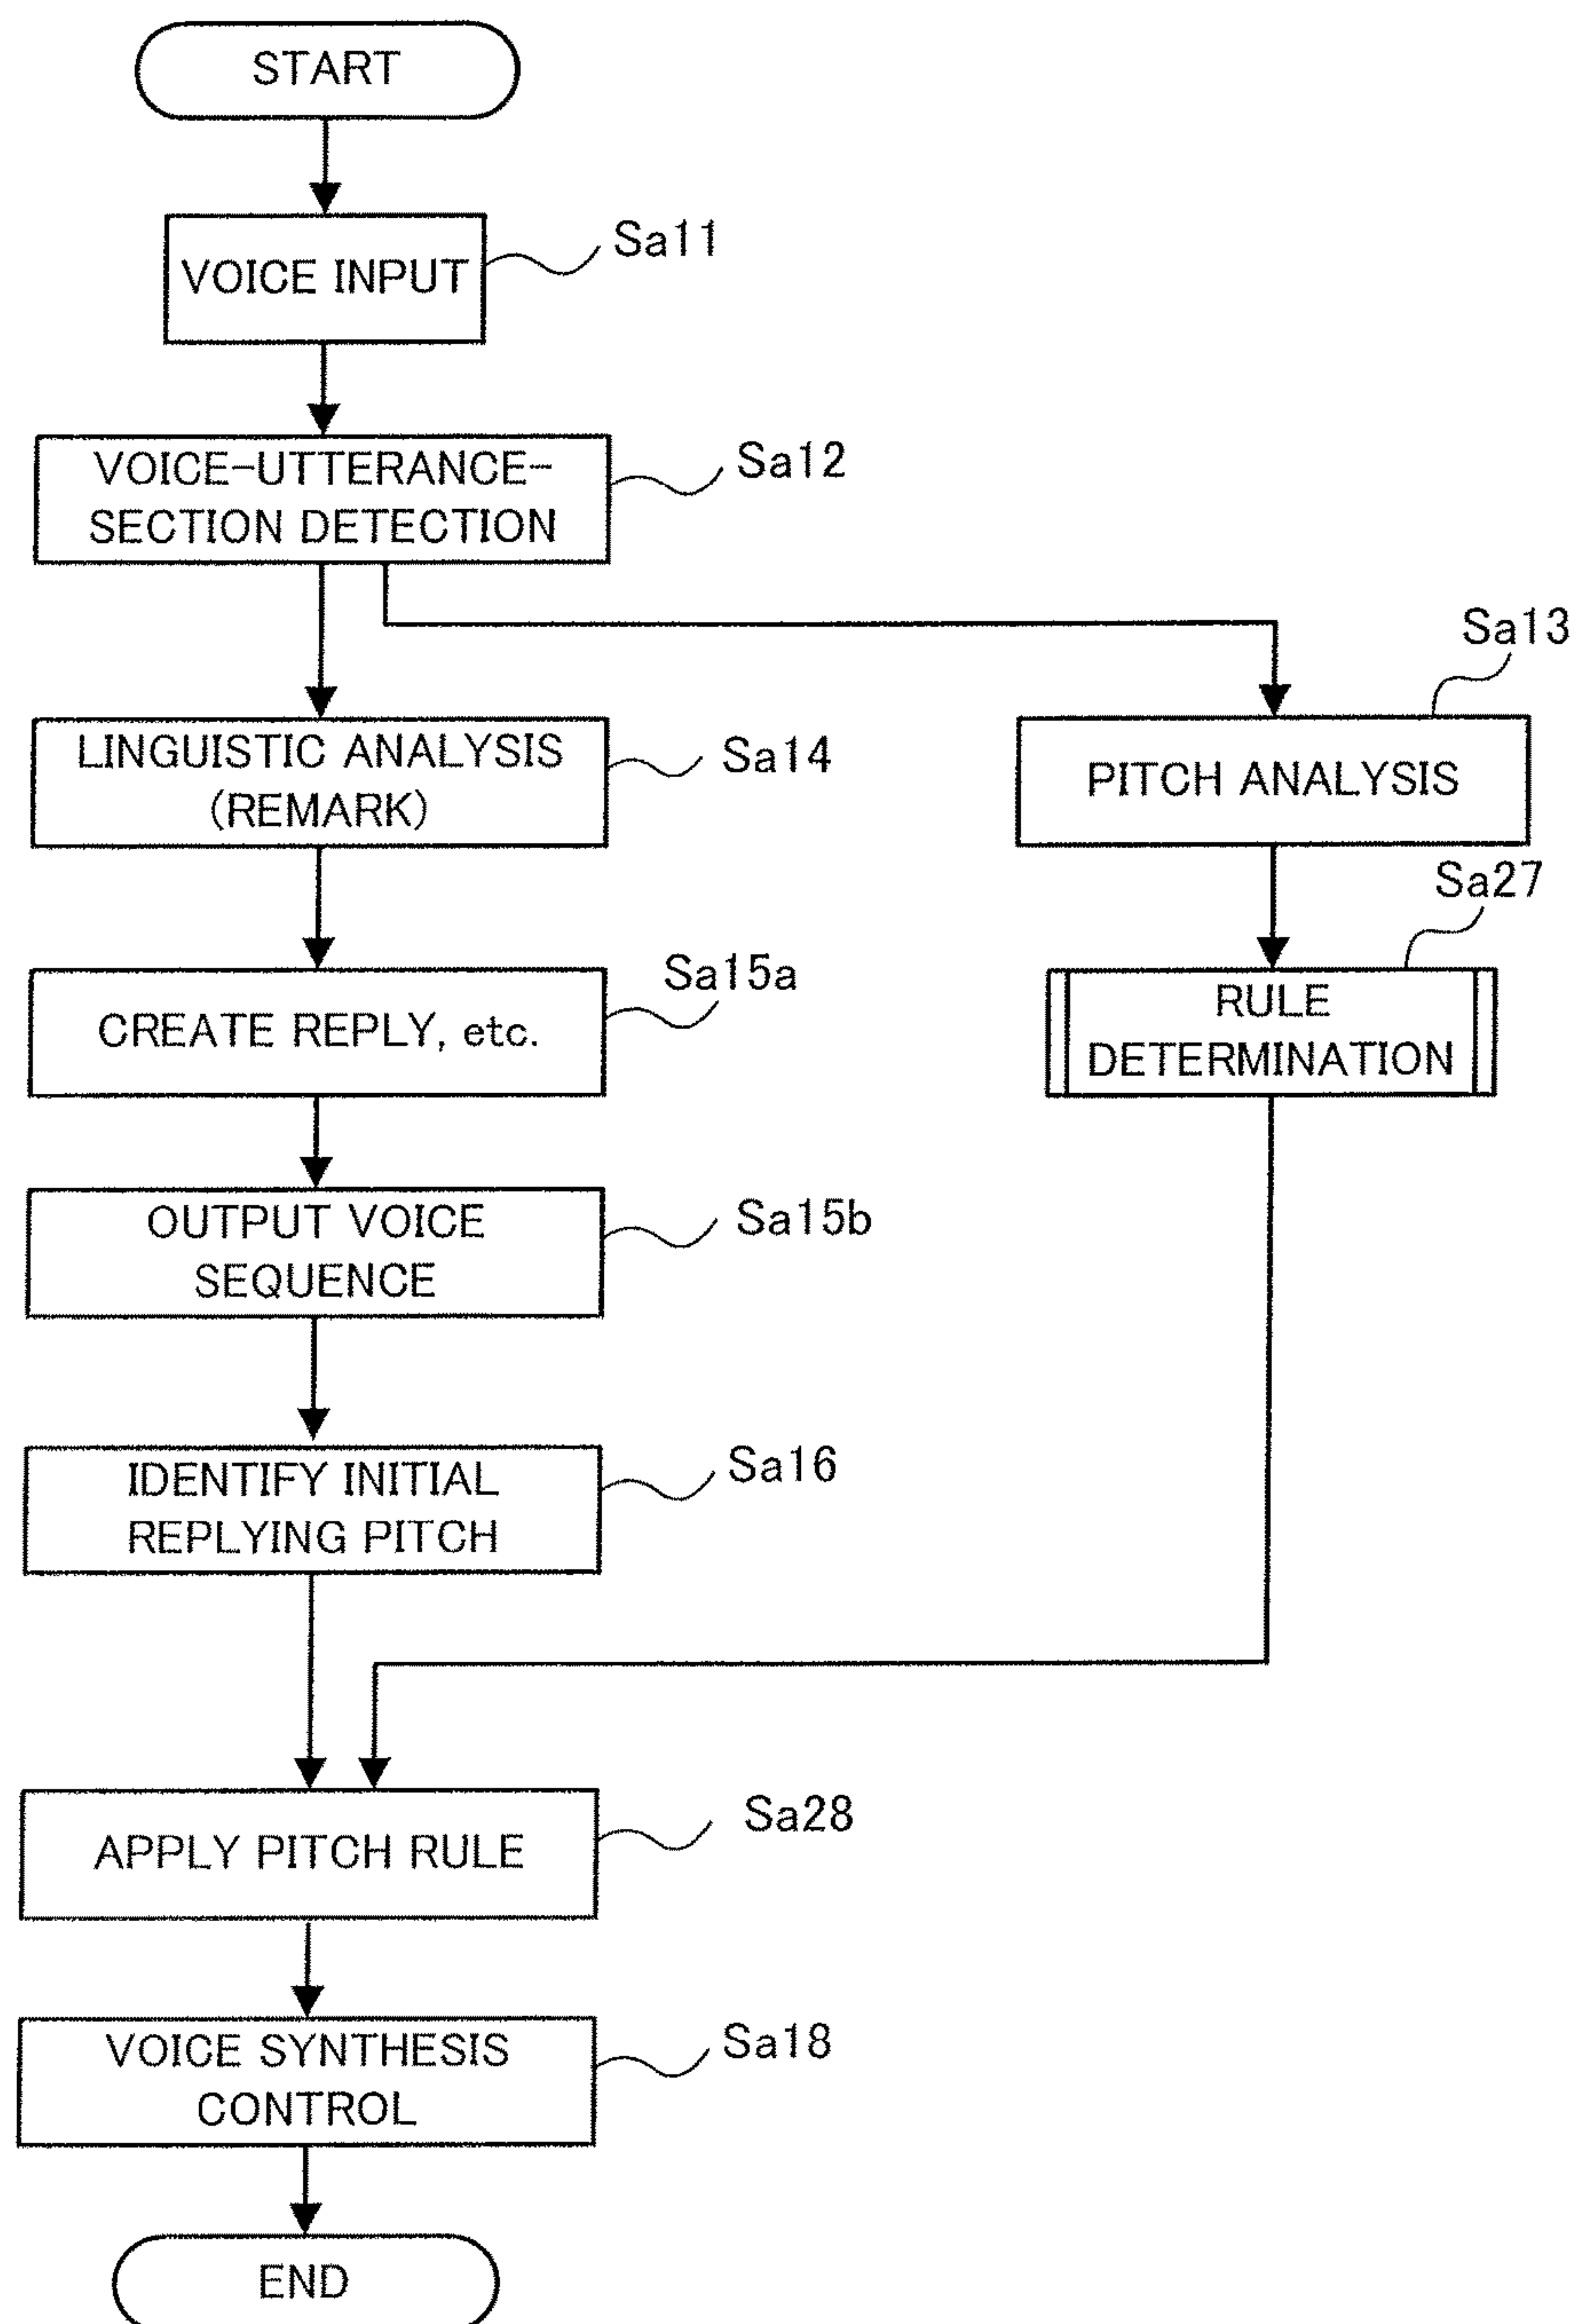 START
VOICE INPUT
Sa11
VOICE-UTTERANCE-
SECTION DETECTION
Sa12
LINGUISTIC ANALYSIS
(REMARK)
Sa14
PITCH ANALYSIS
Sa13
CREATE REPLY, etc.
Sa15a
RULE
DETERMINATION
Sa27
OUTPUT VOICE
SEQUENCE
Sa15b
IDENTIFY INITIAL
REPLYING PITCH
Sa16
APPLY PITCH RULE
Sa28
VOICE SYNTHESIS
CONTROL
Sa18
END